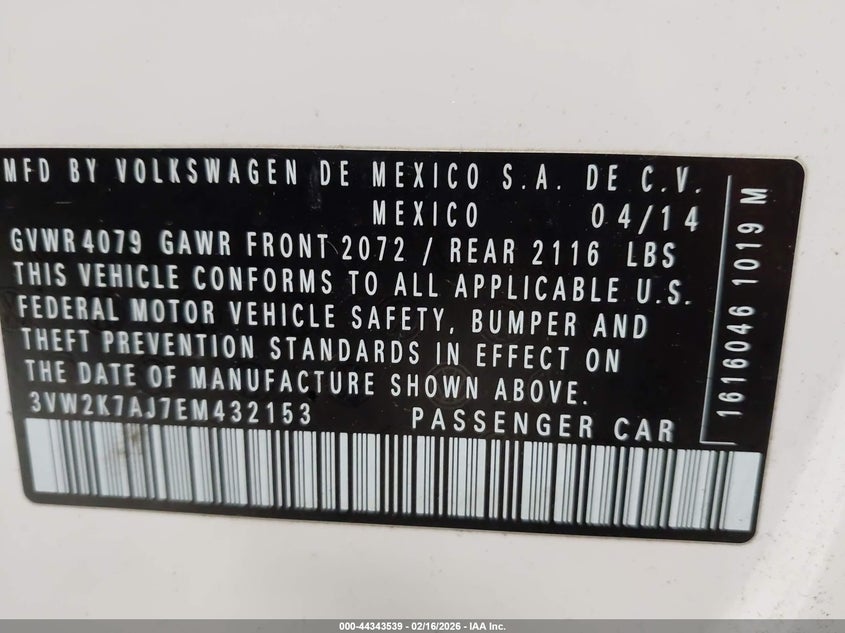 MFD BY VOLKSWAGEN DE MEXICO S.A. DE C.V.
MEXICO 04/14
GVWR4079 GAWR FRONT 2072 / REAR 2116 LBS
THIS VEHICLE CONFORMS TO ALL APPLICABLE U.S.
FEDERAL MOTOR VEHICLE SAFETY, BUMPER AND
THEFT PREVENTION STANDARDS IN EFFECT ON
THE DATE OF MANUFACTURE SHOWN ABOVE.
3VW2K7AJ7EM432153 PASSENGER CAR
1616046 1019 M
000-44343539 - 02/16/2026 - IAA Inc.